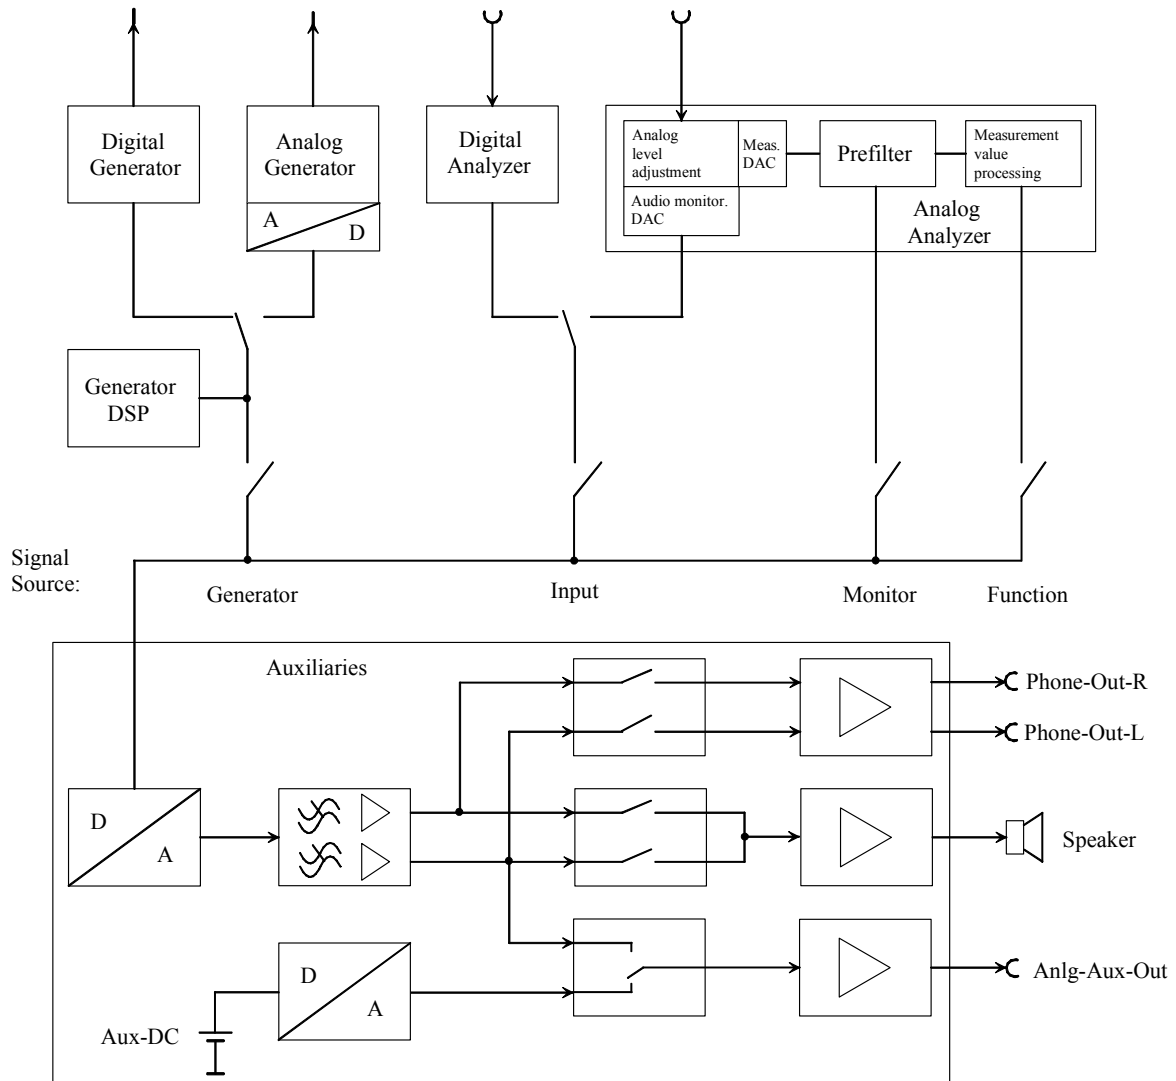 Digital
Generator
Analog
Generator
A
D
Digital
Analyzer
Analog
level
adjustment
Meas.
DAC
Audio monitor.
DAC
Prefilter
Measurement
value
processing
Analog
Analyzer
Generator
DSP
Signal
Source:
Generator
Input
Monitor
Function
Auxiliaries
Phone-Out-R
Phone-Out-L
D
A
Speaker
D
A
Aux-DC
Anlg-Aux-Out